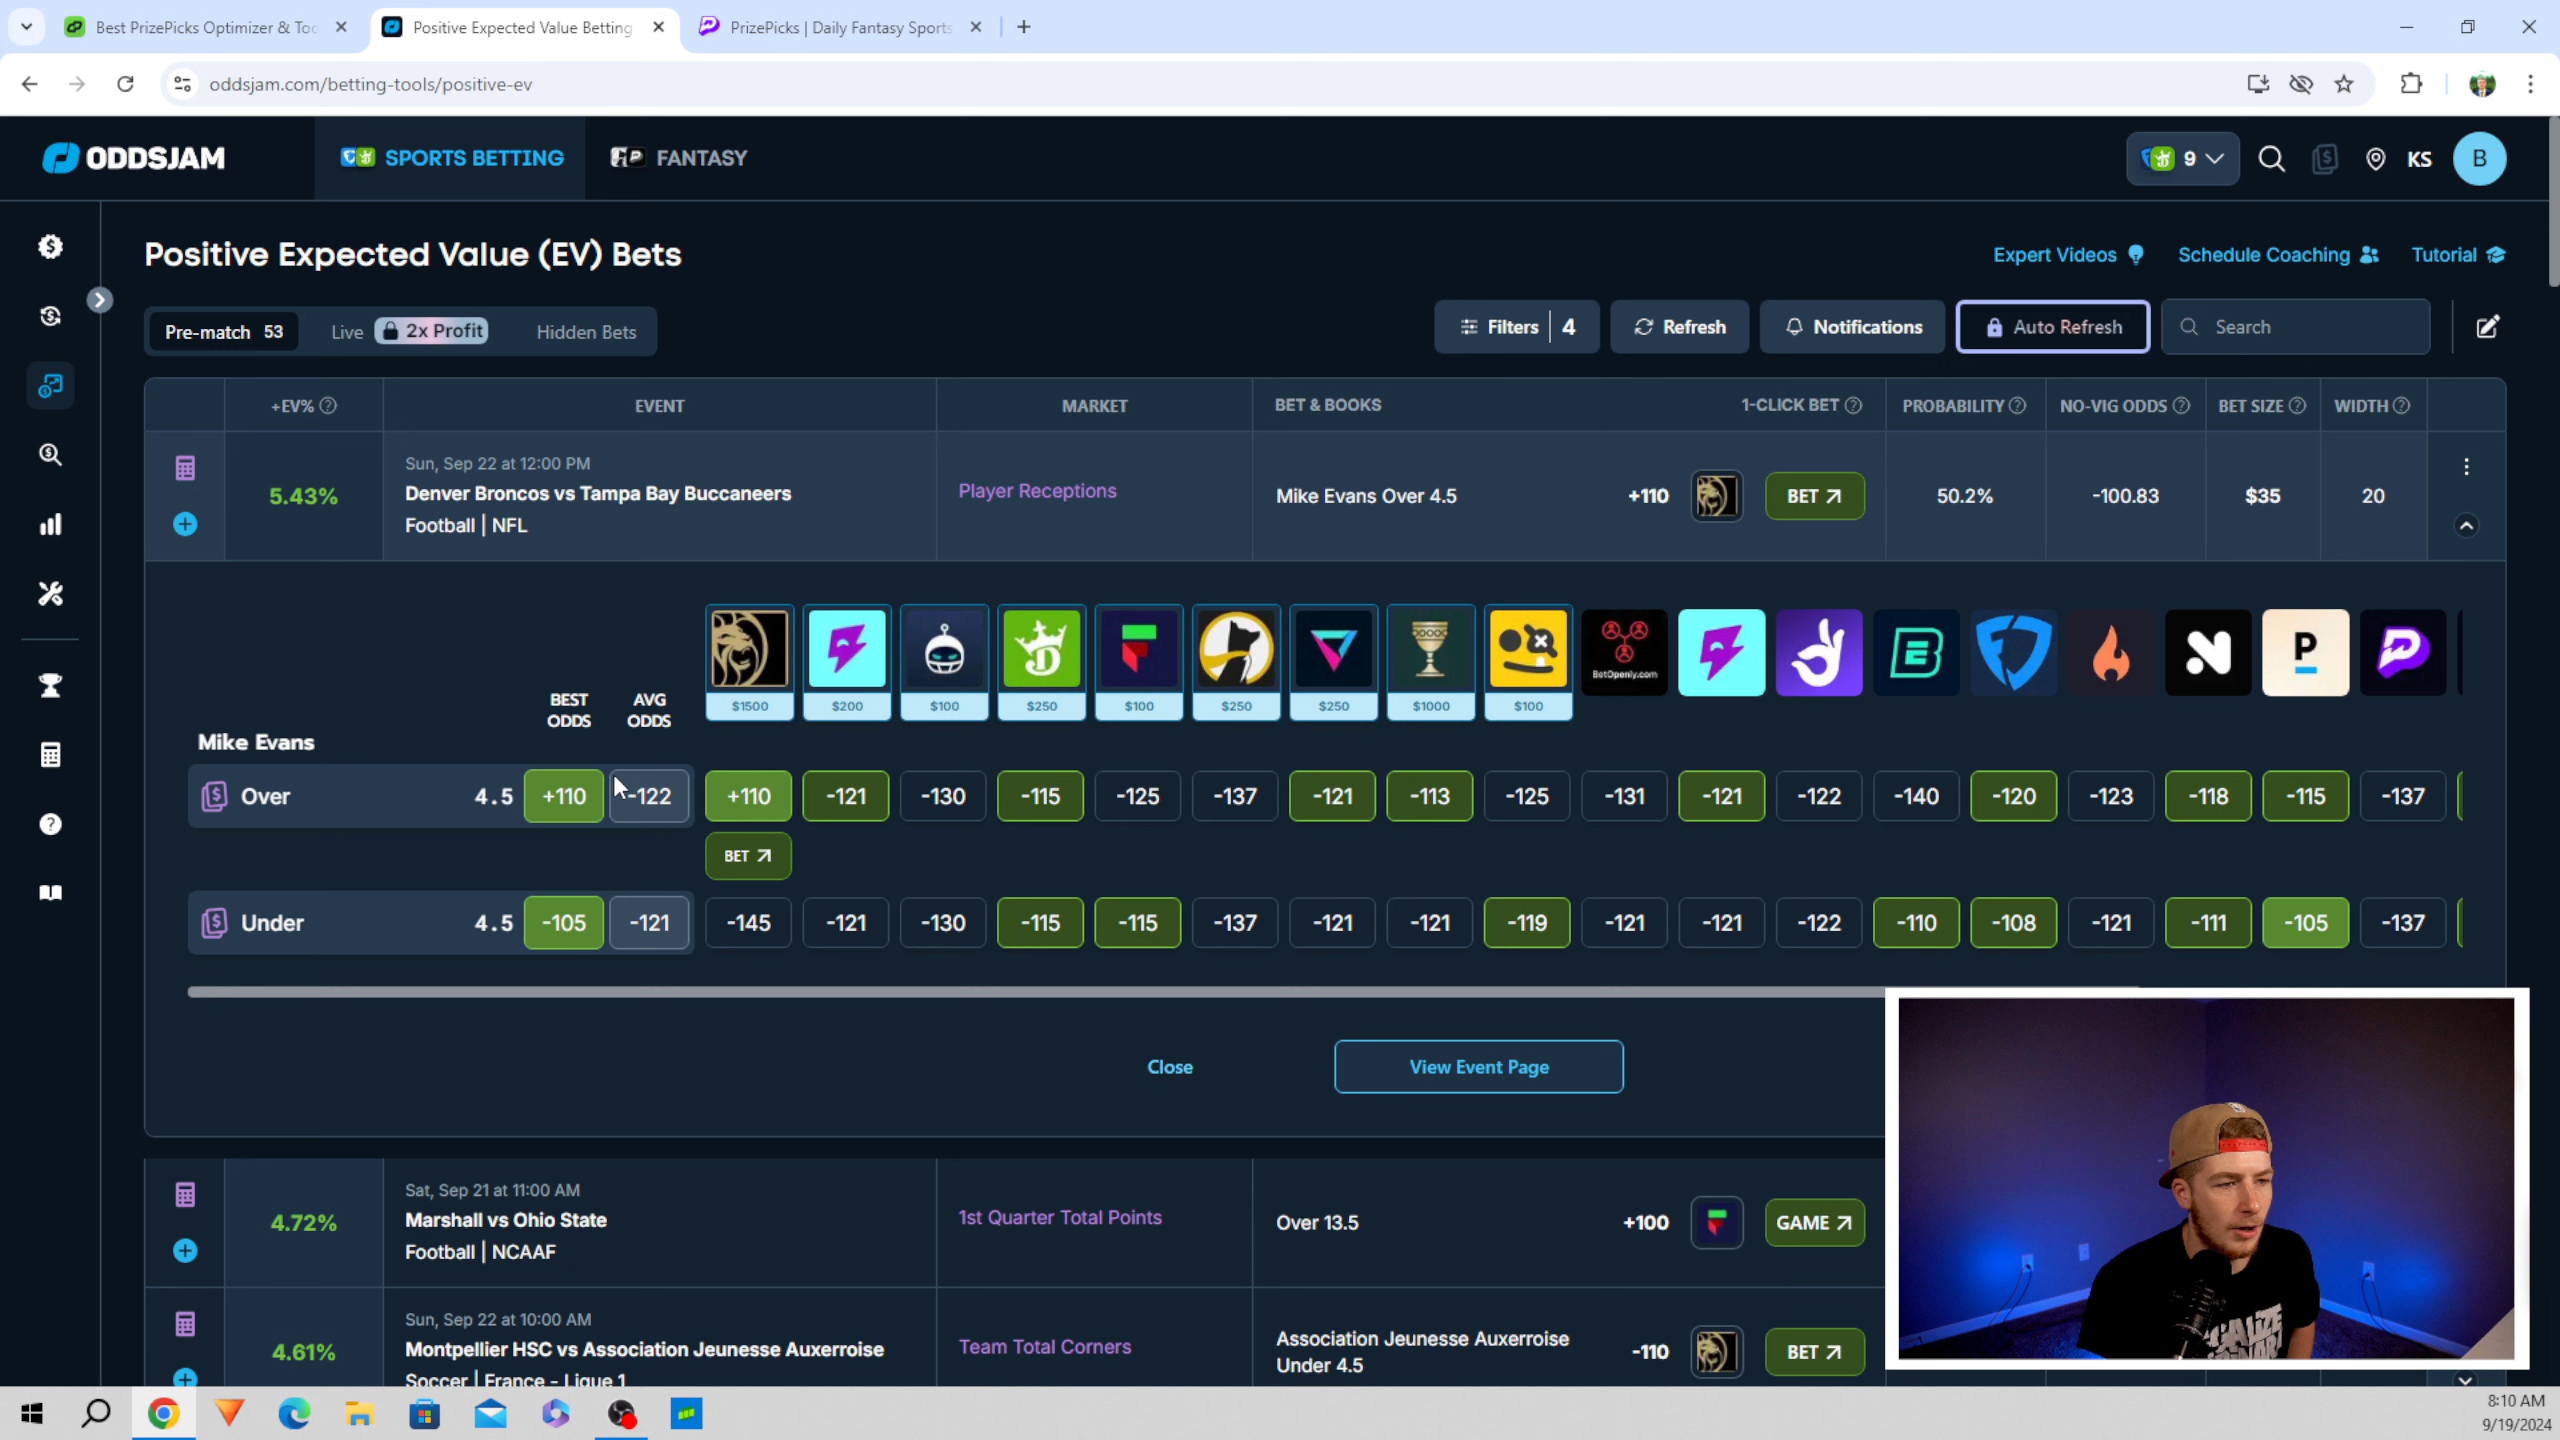 Best PrizePicks Optimizer & Too
Positive Expected Value Betting
PrizePicks | Daily Fantasy Sports
oddsjam.com/betting-tools/positive-ev
ODDSJAM
SPORTS BETTING
FANTASY
9
KS
B
Positive Expected Value (EV) Bets
Expert Videos
Schedule Coaching
Tutorial
Pre-match 53
Live
2x Profit
Hidden Bets
Filters 4
Refresh
Notifications
Auto Refresh
Search
+EV%
EVENT
MARKET
BET & BOOKS
1-CLICK BET
PROBABILITY
NO-VIG ODDS
BET SIZE
WIDTH
5.43%
Sun, Sep 22 at 12:00 PM
Denver Broncos vs Tampa Bay Buccaneers
Football | NFL
Player Receptions
Mike Evans Over 4.5
+110
BET
50.2%
-100.83
$35
20
BetOpenly.com
$1500 $200 $100 $250 $100 $250 $250 $1000 $100
BEST ODDS
AVG ODDS
Mike Evans
Over 4.5 +110 -122 +110 -121 -130 -115 -125 -137 -121 -113 -125 -131 -121 -122 -140 -120 -123 -118 -115 -137
BET
Under 4.5 -105 -121 -145 -121 -130 -115 -115 -137 -121 -121 -119 -121 -121 -122 -110 -108 -121 -111 -105 -137
Close
View Event Page
4.72%
Sat, Sep 21 at 11:00 AM
Marshall vs Ohio State
Football | NCAAF
1st Quarter Total Points
Over 13.5
+100
GAME
4.61%
Sun, Sep 22 at 10:00 AM
Montpellier HSC vs Association Jeunesse Auxerroise
Soccer | France - Ligue 1
Team Total Corners
Association Jeunesse Auxerroise
Under 4.5
-110
BET
8:10 AM
9/19/2024